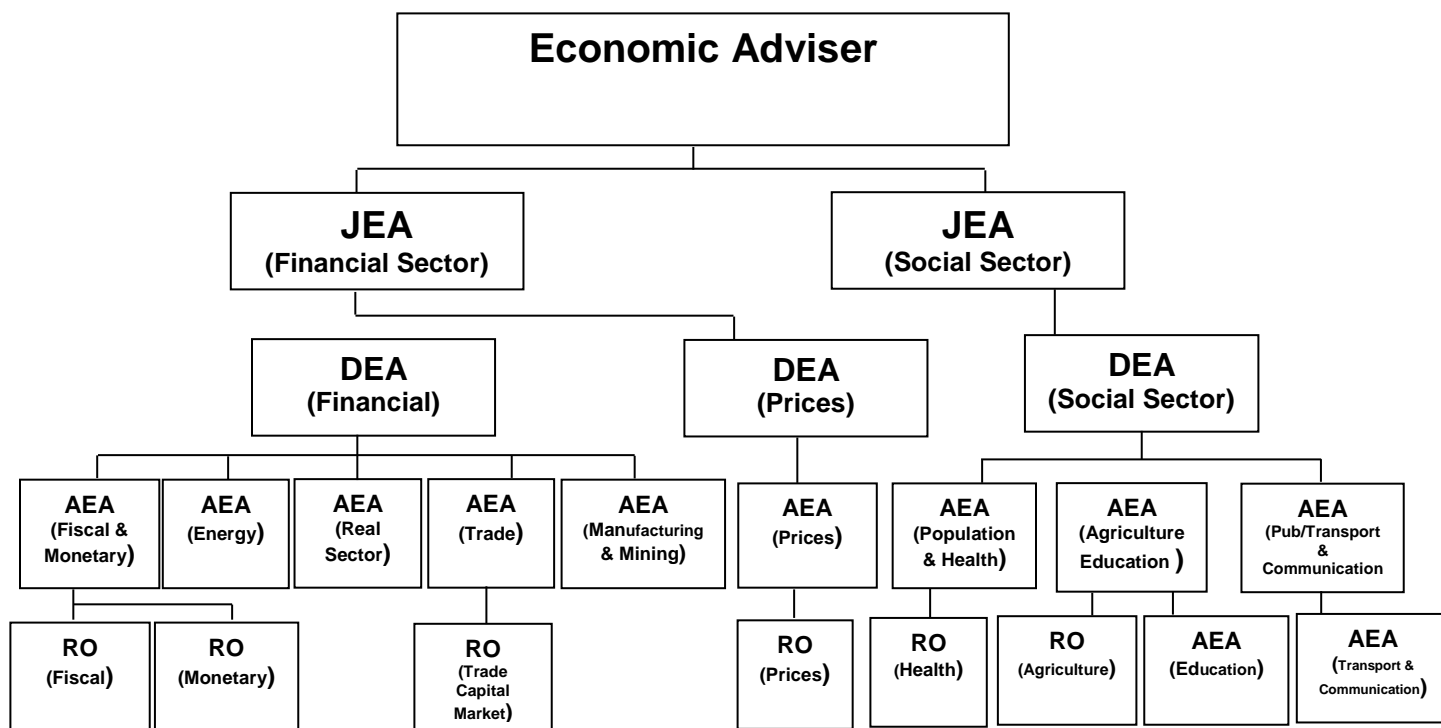 Economic Adviser
JEA
(Financial Sector)
JEA
(Social Sector)
DEA
(Financial)
DEA
(Prices)
DEA
(Social Sector)
AEA
(Fiscal &
Monetary)
AEA
(Energy)
AEA
(Real
Sector)
AEA
(Trade)
AEA
(Manufacturing
& Mining)
AEA
(Prices)
AEA
(Population
& Health)
AEA
(Agriculture
Education )
AEA
(Pub/Transport
&
Communication
RO
(Fiscal)
RO
(Monetary)
RO
(Trade
Capital
Market)
RO
(Prices)
RO
(Health)
RO
(Agriculture)
AEA
(Education)
AEA
(Transport &
Communication)